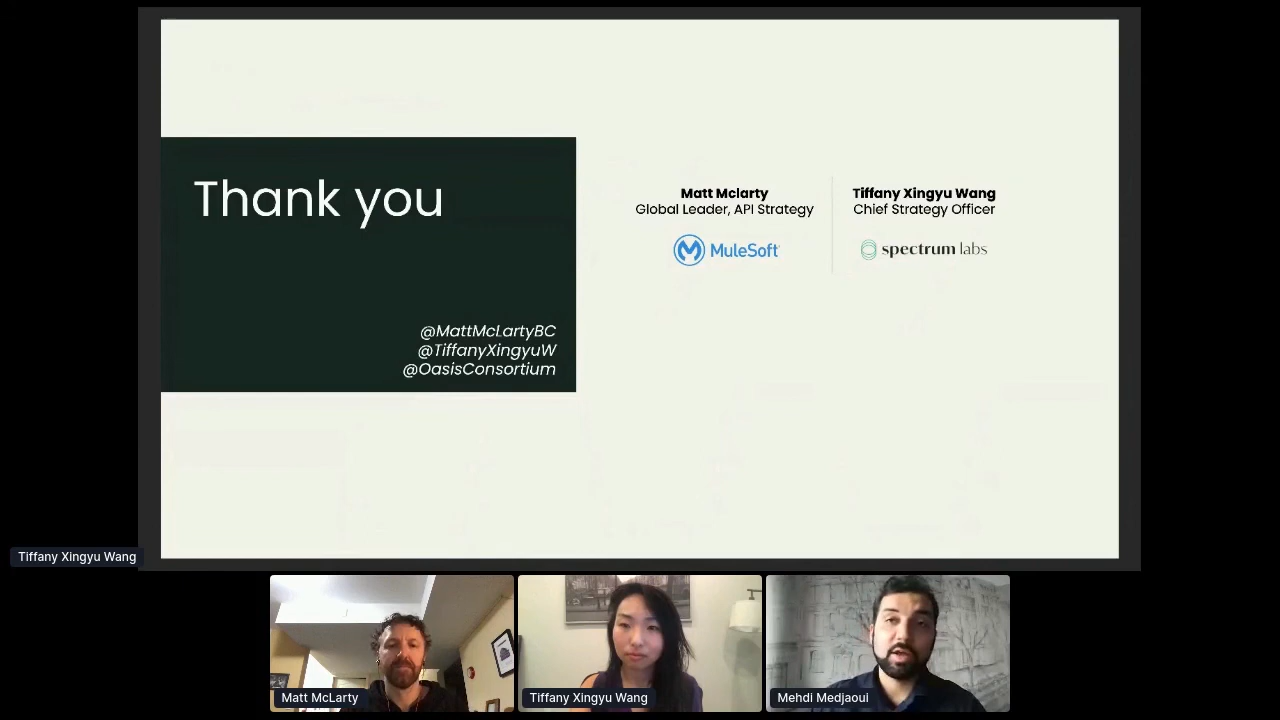 Thank you
@MattMcLartyBC
@TiffanyXingyuW
@OasisConsortium
Matt Mclarty
Global Leader, API Strategy
MuleSoft
Tiffany Xingyu Wang
Chief Strategy Officer
spectrum labs
Tiffany Xingyu Wang
Matt McLarty
Tiffany Xingyu Wang
Mehdi Medjaoui